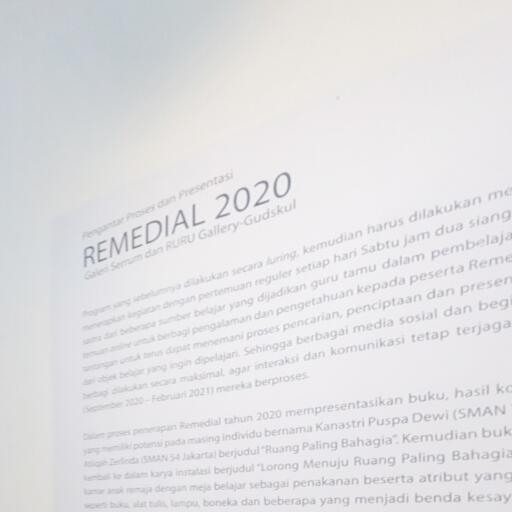 Pengantar Proses dan Presentasi
REMEDIAL 2020
Galeri Serrum dan RURU Gallery-Gudskul
Program yang sebelumnya dilakukan secara luring, kemudian harus dilakukan me
menerapkan kegiatan dengan pertemuan reguler setiap hari Sabtu jam dua siang
sastra dari beberapa sumber belajar yang dijadikan guru tamu dalam pembelaja
temuan online untuk berbagi pengalaman dan pengetahuan kepada peserta Reme
tantangan untuk terus dapat menemani proses pencarian, penciptaan dan presen
dari objek belajar yang ingin dipelajari. Sehingga berbagai media sosial dan begi
berbagi dilakukan secara maksimal, agar interaksi dan komunikasi tetap terjaga
(September 2020 - Februari 2021) mereka berproses.
Dalam proses penerapan Remedial tahun 2020 mempresentasikan buku, hasil ko
yang memiliki potensi pada masing individu bernama Kanastri Puspa Dewi (SMAN
Zerlinda (SMAN 54 Jakarta) berjudul "Ruang Paling Bahagia". Kemudian buk
kembali ke dalam karya instalasi berjudul "Lorong Menuju Ruang Paling Bahagia
kamar anak remaja dengan meja belajar sebagai penakanan beserta atribut yang
seperti buku, alat tulis, lampu, boneka dan beberapa yang menjadi benda kesay